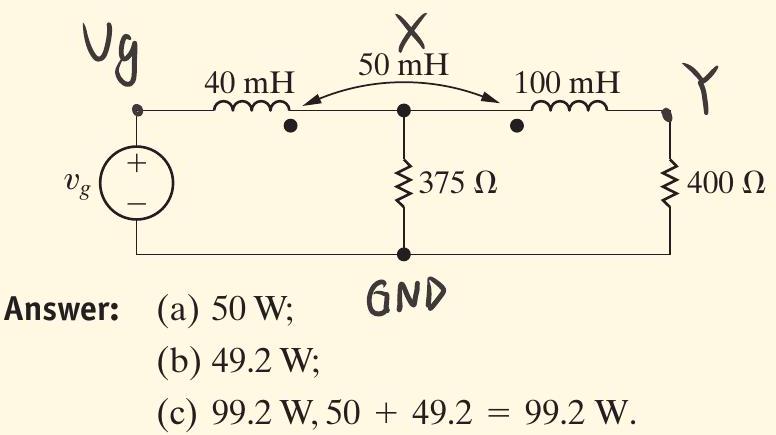 Vg
X
50 mH
40 mH
100 mH
Y
+
vg
−
375 Ω
400 Ω
GND
Answer: (a) 50 W;
(b) 49.2 W;
(c) 99.2 W, 50 + 49.2 = 99.2 W.